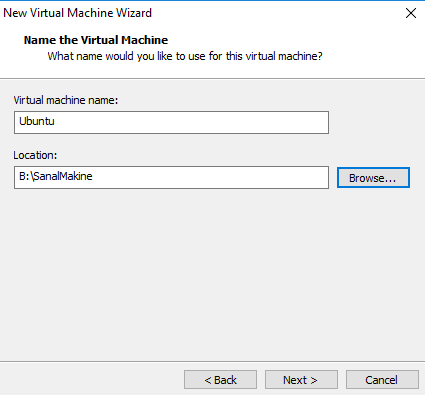 New Virtual Machine Wizard
Name the Virtual Machine
What name would you like to use for this virtual machine?
Virtual machine name:
Ubuntu
Location:
B:\SanalMakine
Browse...
< Back
Next >
Cancel